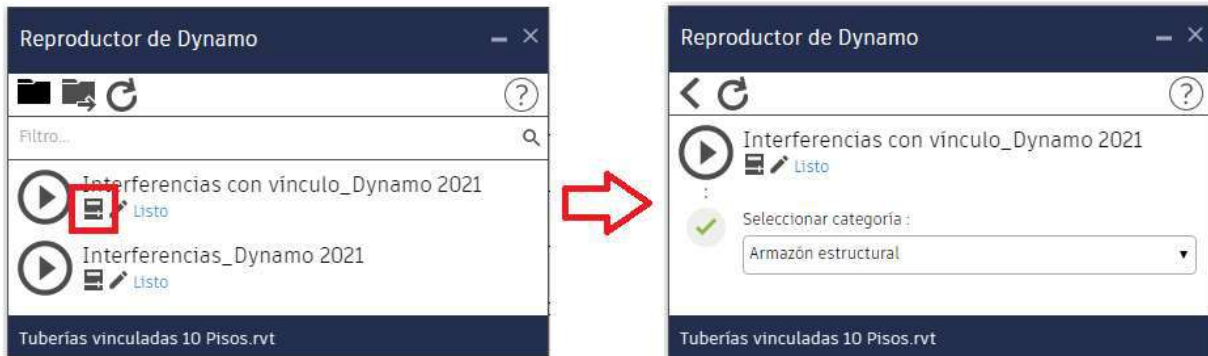 Reproductor de Dynamo
Filtro...
Interferencias con vínculo_Dynamo 2021
Listo
Interferencias_Dynamo 2021
Listo
Tuberías vinculadas 10 Pisos.rvt
Reproductor de Dynamo
Interferencias con vínculo_Dynamo 2021
Listo
Seleccionar categoría :
Armazón estructural
Tuberías vinculadas 10 Pisos.rvt